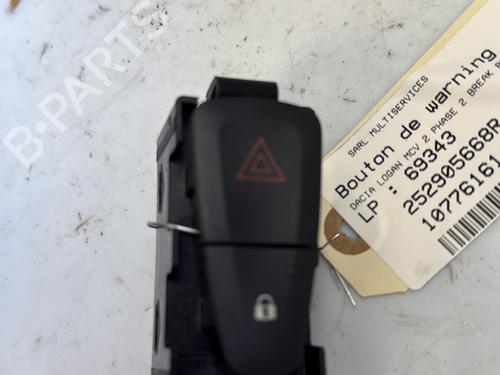 B-PARTS
SARL MULTISERVICES
Bouton de warning
DACIA LOGAN MCV 2 PHASE 2 BREAK
LP : 69343
252905668R
10776161